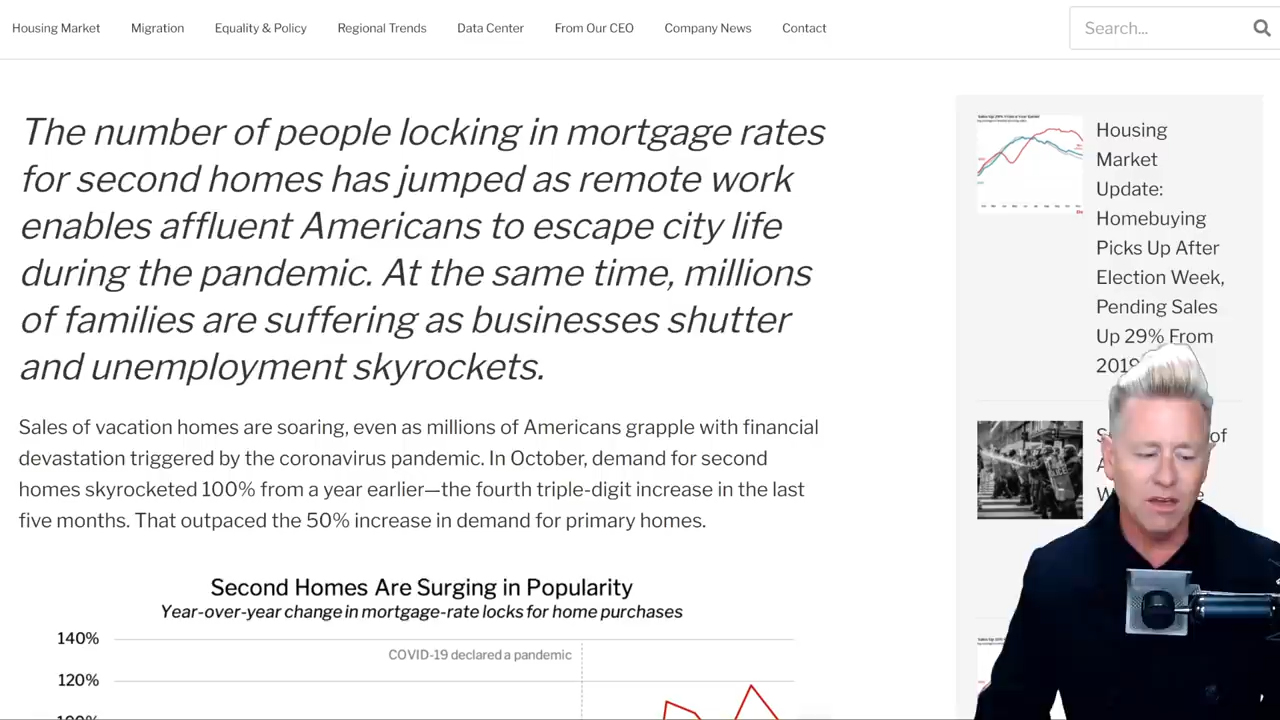 Housing Market Migration Equality & Policy Regional Trends Data Center From Our CEO Company News Contact Search...
The number of people locking in mortgage rates
for second homes has jumped as remote work
enables affluent Americans to escape city life
during the pandemic. At the same time, millions
of families are suffering as businesses shutter
and unemployment skyrockets.
Sales of vacation homes are soaring, even as millions of Americans grapple with financial
devastation triggered by the coronavirus pandemic. In October, demand for second
homes skyrocketed 100% from a year earlier—the fourth triple-digit increase in the last
five months. That outpaced the 50% increase in demand for primary homes.
Second Homes Are Surging in Popularity
Year-over-year change in mortgage-rate locks for home purchases
140%
COVID-19 declared a pandemic
120%
Housing
Market
Update:
Homebuying
Picks Up After
Election Week,
Pending Sales
Up 29% From
2019
of